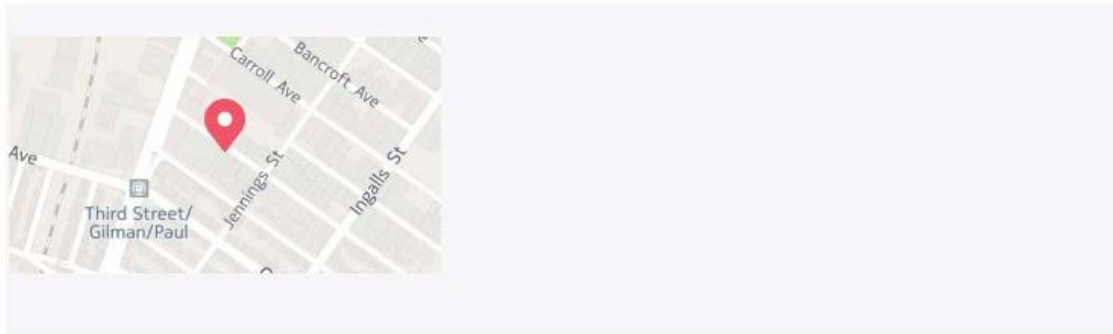 Carroll Ave
Bancroft Ave
Ave
Jennings St
Ingalls St
Third Street/
Gilman/Paul